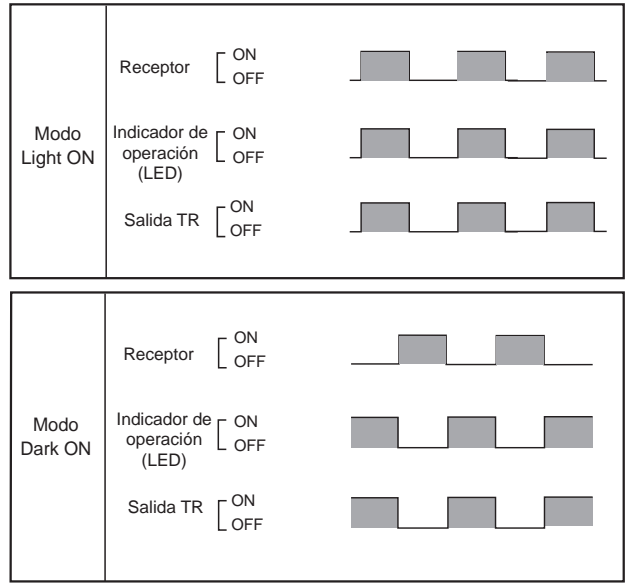 Modo
Light ON
Receptor
ON
OFF
Indicador de
operación
(LED)
ON
OFF
Salida TR
ON
OFF
Modo
Dark ON
Receptor
ON
OFF
Indicador de
operación
(LED)
ON
OFF
Salida TR
ON
OFF